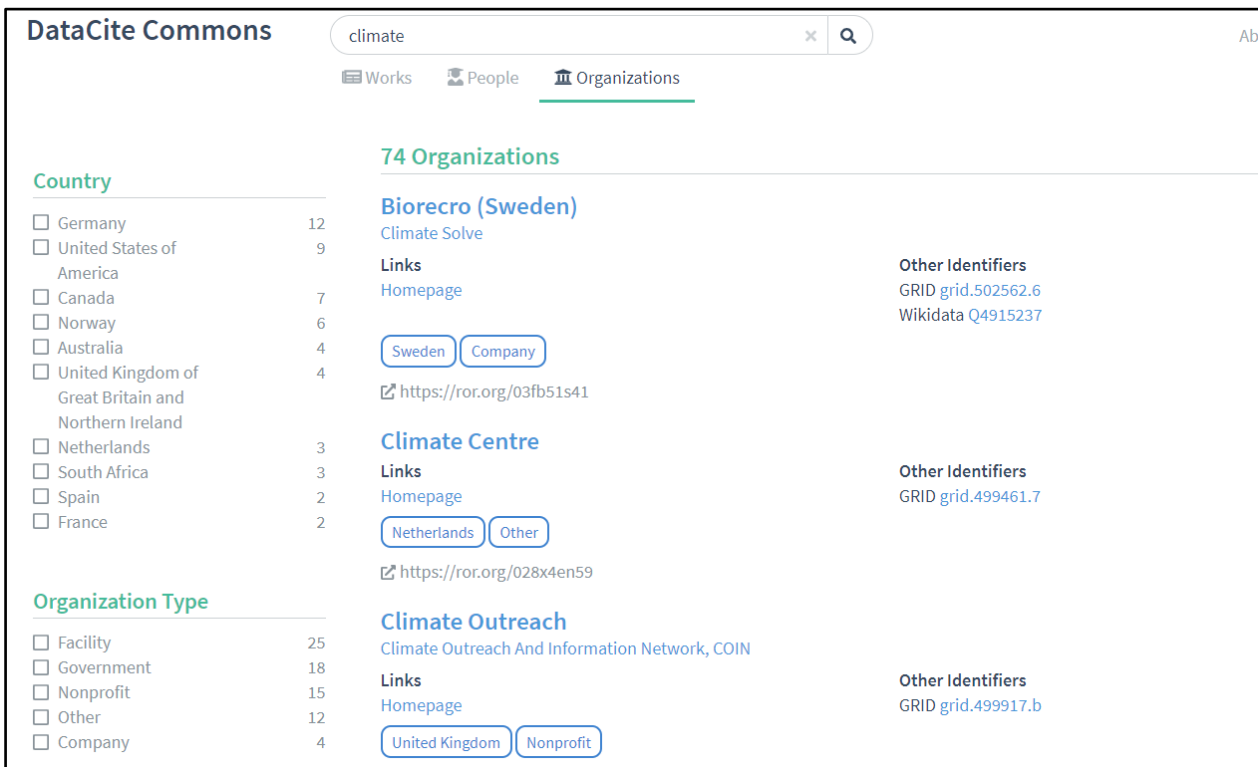 DataCite Commons
climate
Ab
Works People Organizations
Country
Germany 12
United States of 9
America
Canada 7
Norway 6
Australia 4
United Kingdom of 4
Great Britain and
Northern Ireland
Netherlands 3
South Africa 3
Spain 2
France 2
Organization Type
Facility 25
Government 18
Nonprofit 15
Other 12
Company 4
74 Organizations
Biorecro (Sweden)
Climate Solve
Links
Homepage
Other Identifiers
GRID grid.502562.6
Wikidata Q4915237
Sweden Company
https://ror.org/03fb51s41
Climate Centre
Links
Homepage
Other Identifiers
GRID grid.499461.7
Netherlands Other
https://ror.org/028x4en59
Climate Outreach
Climate Outreach And Information Network, COIN
Links
Homepage
Other Identifiers
GRID grid.499917.b
United Kingdom Nonprofit